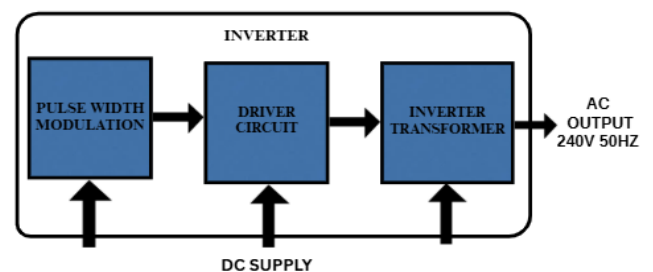 INVERTER
PULSE WIDTH
MODULATION
DRIVER
CIRCUIT
INVERTER
TRANSFORMER
AC
OUTPUT
240V 50HZ
DC SUPPLY